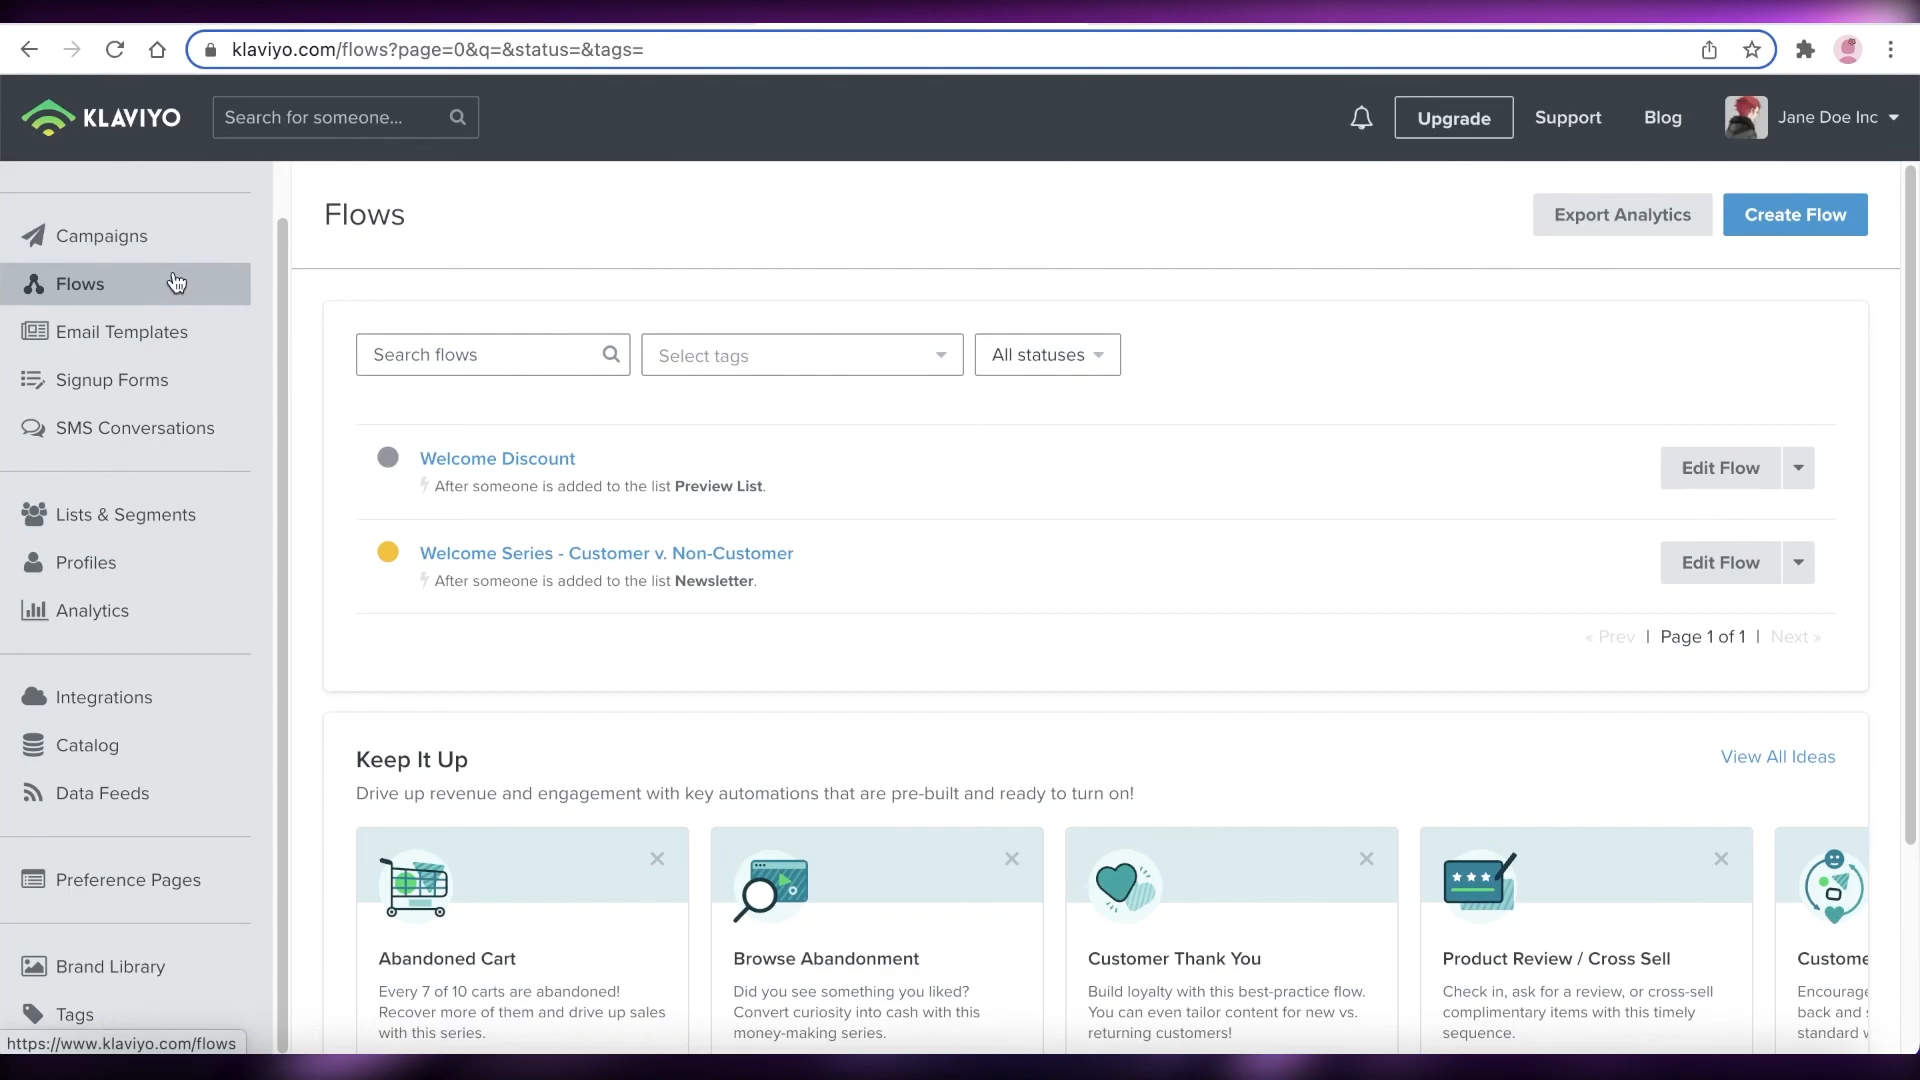 klaviyo.com/flows?page=0&q=&status=&tags=
KLAVIYO
Search for someone...
Upgrade
Support
Blog
Jane Doe Inc
Campaigns
Flows
Email Templates
Signup Forms
SMS Conversations
Lists & Segments
Profiles
Analytics
Integrations
Catalog
Data Feeds
Preference Pages
Brand Library
Tags
https://www.klaviyo.com/flows
Flows
Export Analytics
Create Flow
Search flows
Select tags
All statuses
Welcome Discount
After someone is added to the list Preview List.
Edit Flow
Welcome Series - Customer v. Non-Customer
After someone is added to the list Newsletter.
Edit Flow
« Prev | Page 1 of 1 | Next »
Keep It Up
View All Ideas
Drive up revenue and engagement with key automations that are pre-built and ready to turn on!
Abandoned Cart
Every 7 of 10 carts are abandoned!
Recover more of them and drive up sales
with this series.
Browse Abandonment
Did you see something you liked?
Convert curiosity into cash with this
money-making series.
Customer Thank You
Build loyalty with this best-practice flow.
You can even tailor content for new vs.
returning customers!
Product Review / Cross Sell
Check in, ask for a review, or cross-sell
complimentary items with this timely
sequence.
Custome
Encourage
back and
standard